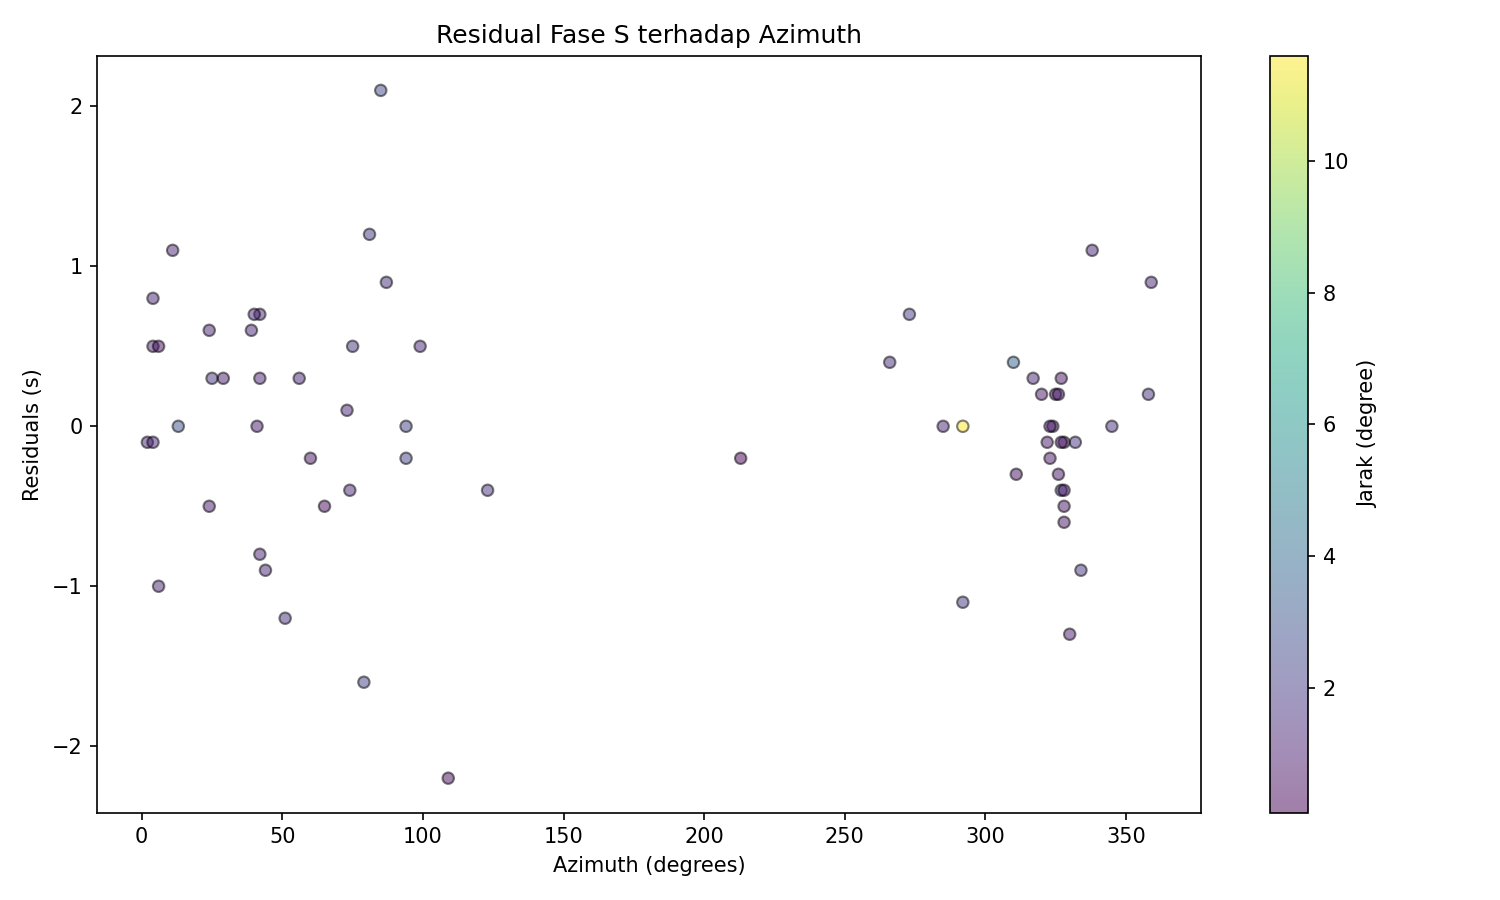 Residual Fase S terhadap Azimuth
Residuals (s)
2
1
0
−1
−2
0 50 100 150 200 250 300 350
Azimuth (degrees)
10
8
6
4
2
Jarak (degree)